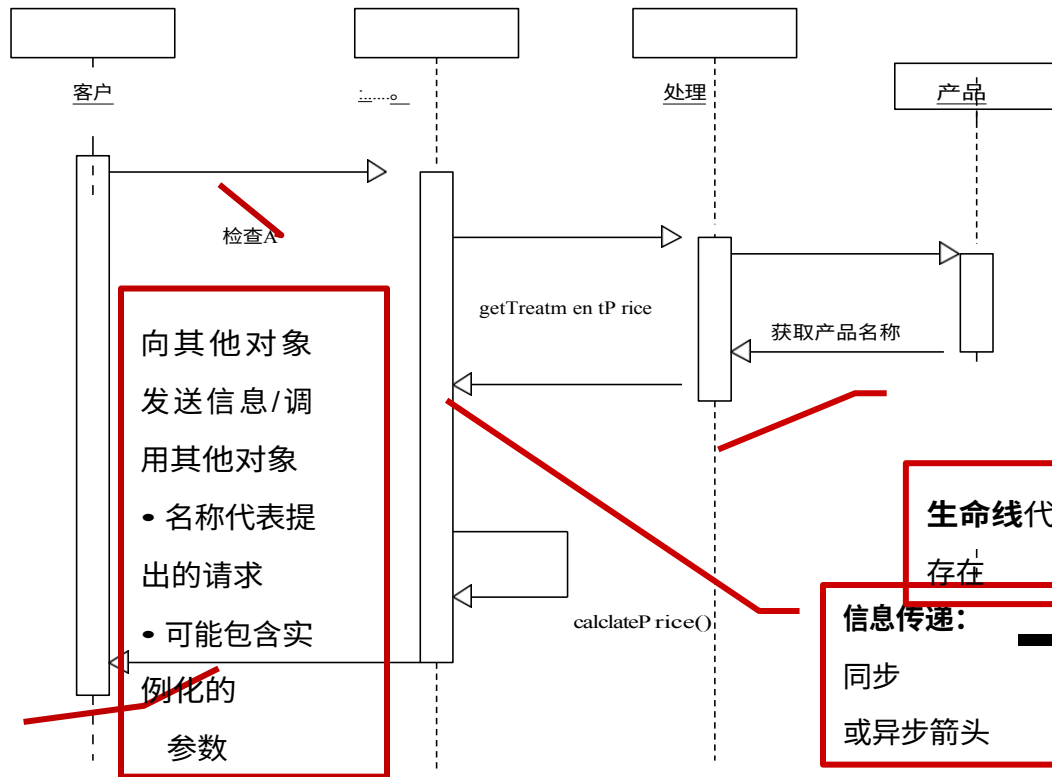 客户
:......。
处理
产品
检查A
getTreatm en tP rice
获取产品名称
向其他对象
发送信息/调
用其他对象
• 名称代表提
出的请求
• 可能包含实
例化的
参数
calclateP rice()
生命线代
存在
信息传递：
同步
或异步箭头